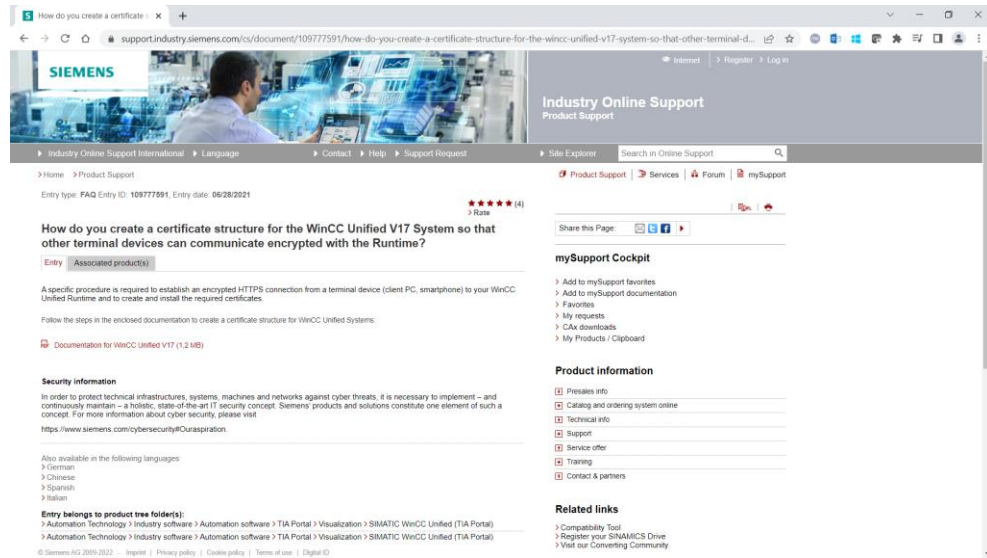 How do you create a certificate s
support.industry.siemens.com/cs/document/109777591/how-do-you-create-a-certificate-structure-for-the-wincc-unified-v17-system-so-that-other-terminal-d...
SIEMENS
Internet > Register > Log in
Industry Online Support
Product Support
Industry Online Support International Language Contact Help Support Request Site Explorer Search in Online Support
> Home > Product Support
Product Support Services Forum mySupport
Entry type: FAQ Entry ID: 109777591, Entry date: 06/28/2021
(4)
> Rate
How do you create a certificate structure for the WinCC Unified V17 System so that
other terminal devices can communicate encrypted with the Runtime?
Entry Associated product(s)
A specific procedure is required to establish an encrypted HTTPS connection from a terminal device (client PC, smartphone) to your WinCC
Unified Runtime and to create and install the required certificates.
Follow the steps in the enclosed documentation to create a certificate structure for WinCC Unified Systems:
Documentation for WinCC Unified V17 (1,2 MB)
Security information
In order to protect technical infrastructures, systems, machines and networks against cyber threats, it is necessary to implement – and
continuously maintain – a holistic, state-of-the-art IT security concept. Siemens' products and solutions constitute one element of such a
concept. For more information about cyber security, please visit
https://www.siemens.com/cybersecurity#Ouraspiration.
Also available in the following languages
> German
> Chinese
> Spanish
> Italian
Entry belongs to product tree folder(s):
> Automation Technology > Industry software > Automation software > TIA Portal > Visualization > SIMATIC WinCC Unified (TIA Portal)
> Automation Technology > Industry software > Automation software > TIA Portal > Visualization > SIMATIC WinCC Unified (TIA Portal)
Share this Page:
mySupport Cockpit
> Add to mySupport favorites
> Add to mySupport documentation
> Favorites
> My requests
> CAx downloads
> My Products / Clipboard
Product information
Presales info
Catalog and ordering system online
Technical info
Support
Service offer
Training
Contact & partners
Related links
> Compatibility Tool
> Register your SINAMICS Drive
> Visit our Converting Community
© Siemens AG 2009-2022 - Imprint | Privacy policy | Cookie policy | Terms of use | Digital ID